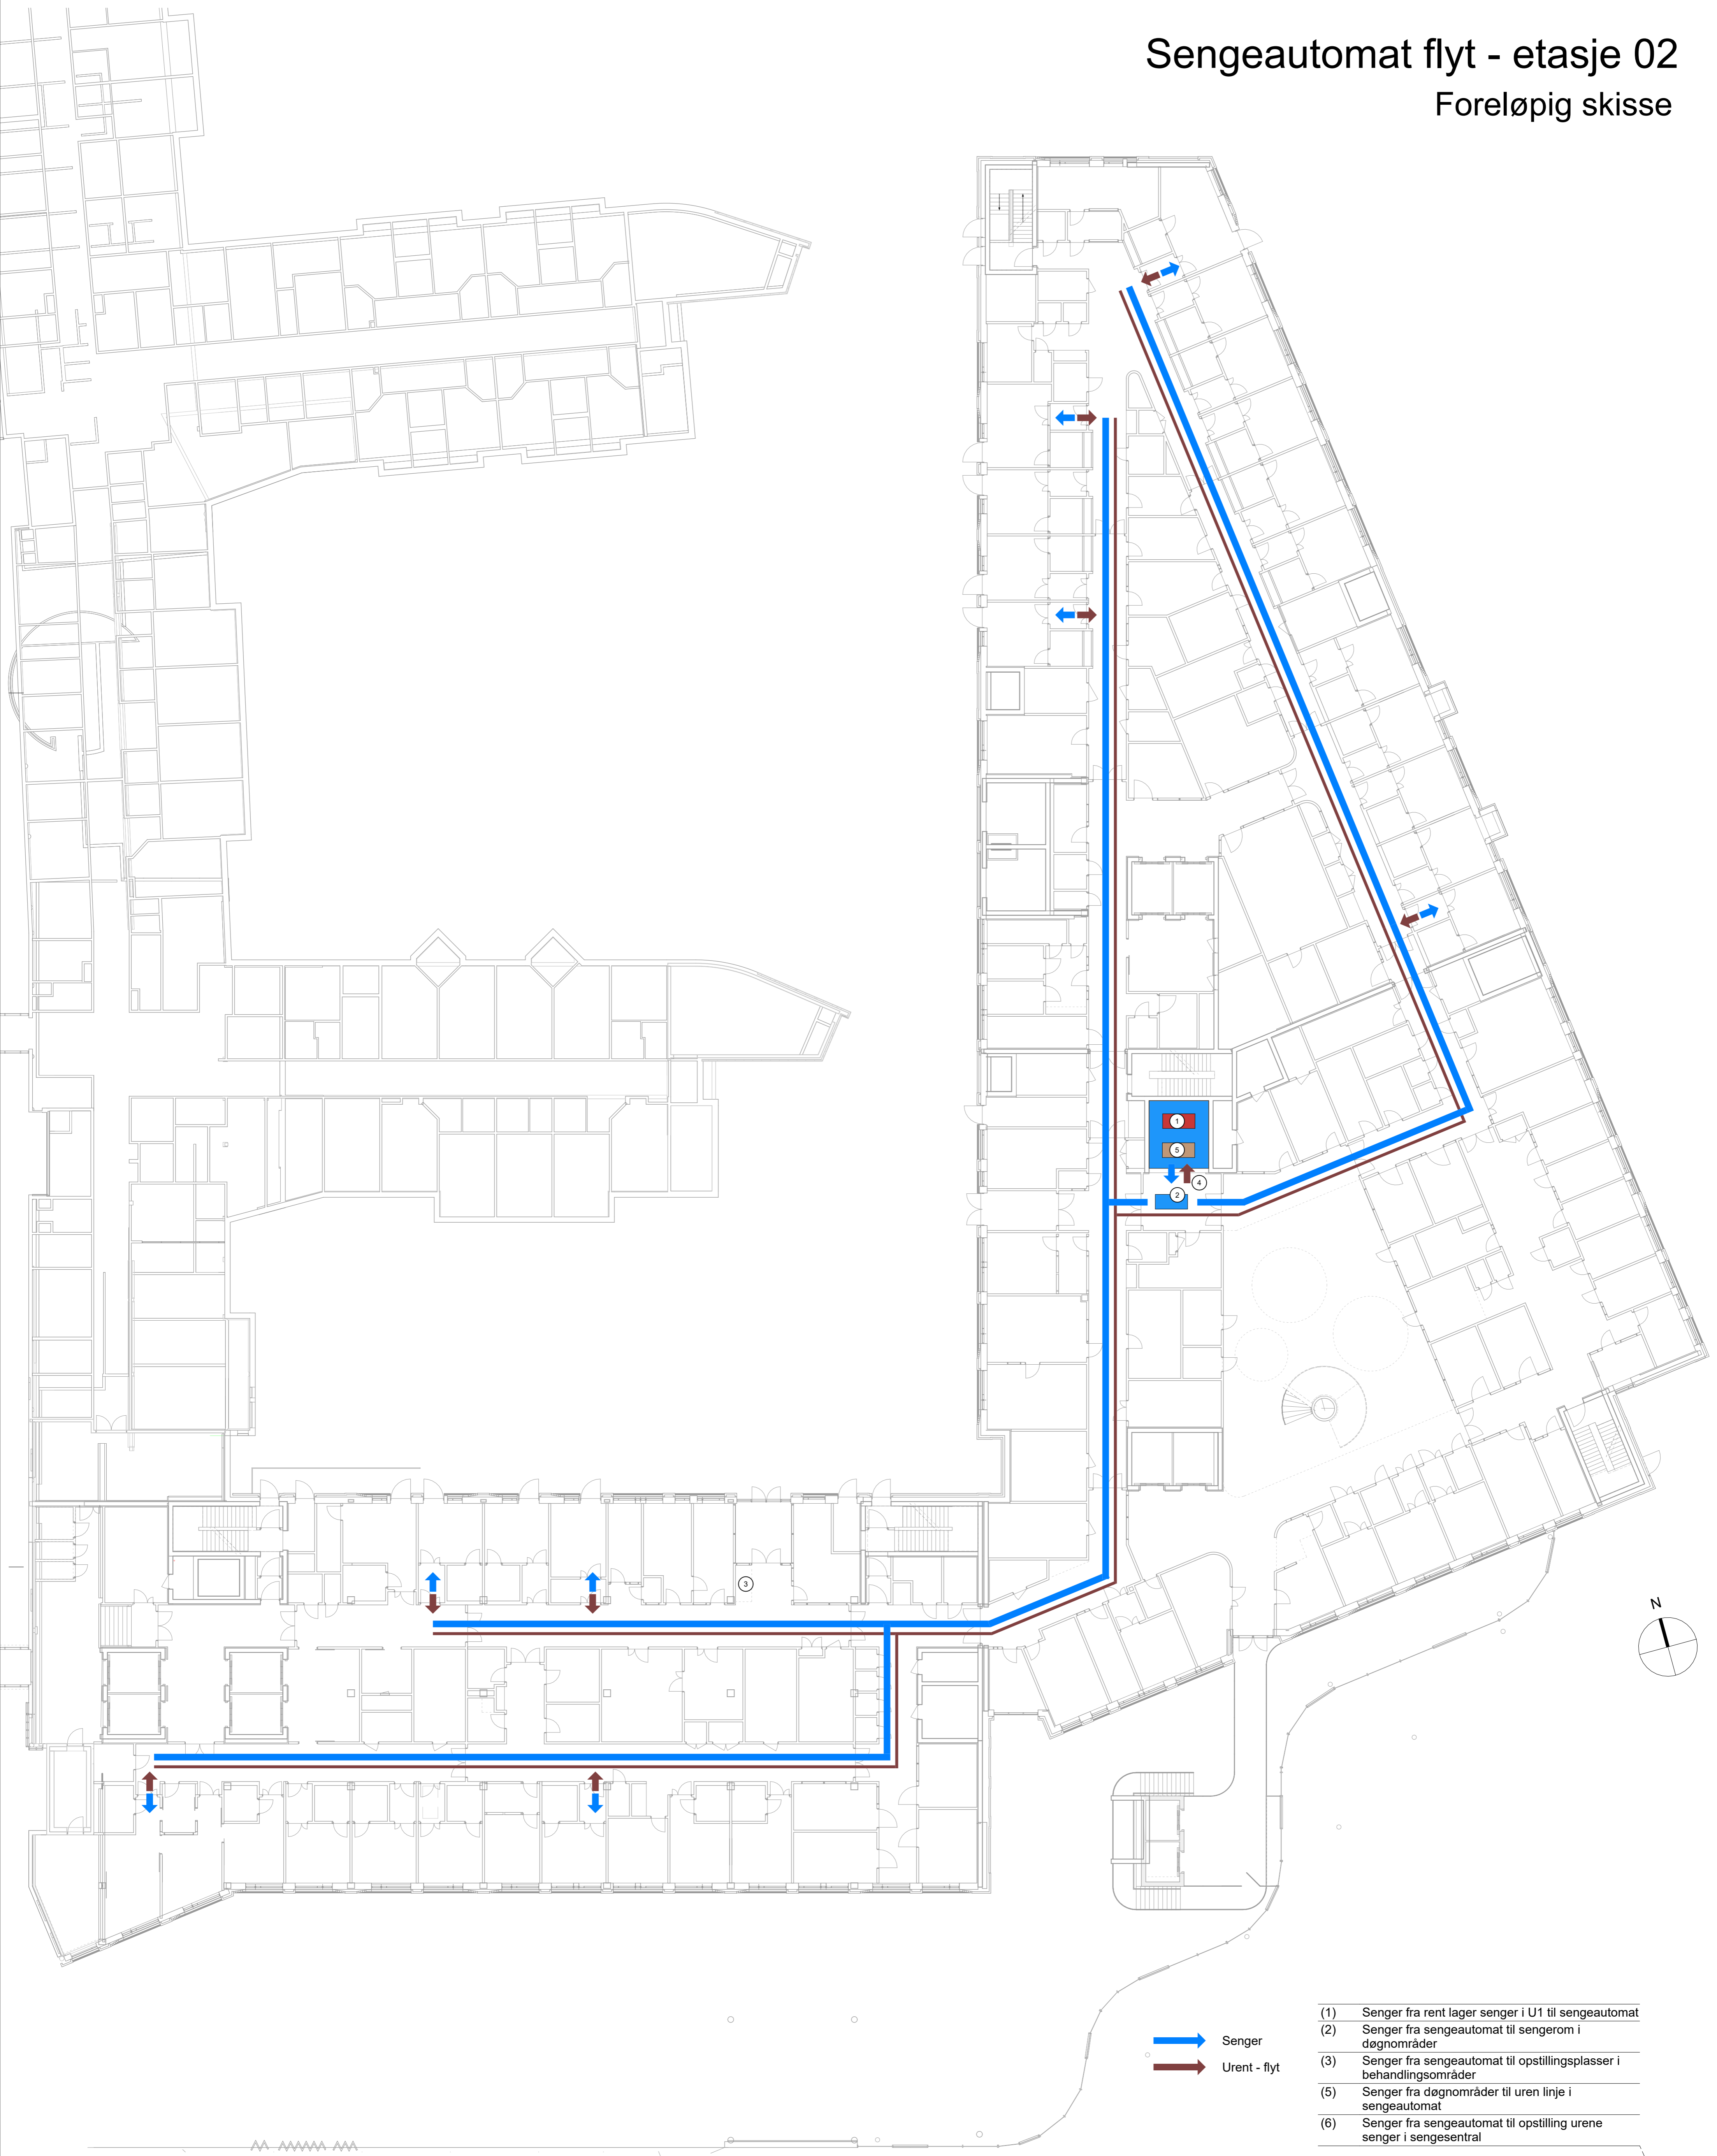 Sengeautomat flyt - etasje 02
Foreløpig skisse
1
5
4
2
3
N
Senger
Urent - flyt
(1) Senger fra rent lager senger i U1 til sengeautomat
(2) Senger fra sengeautomat til sengerom i
døgnområder
(3) Senger fra sengeautomat til opstillingsplasser i
behandlingsområder
(5) Senger fra døgnområder til uren linje i
sengeautomat
(6) Senger fra sengeautomat til opstilling urene
senger i sengesentral